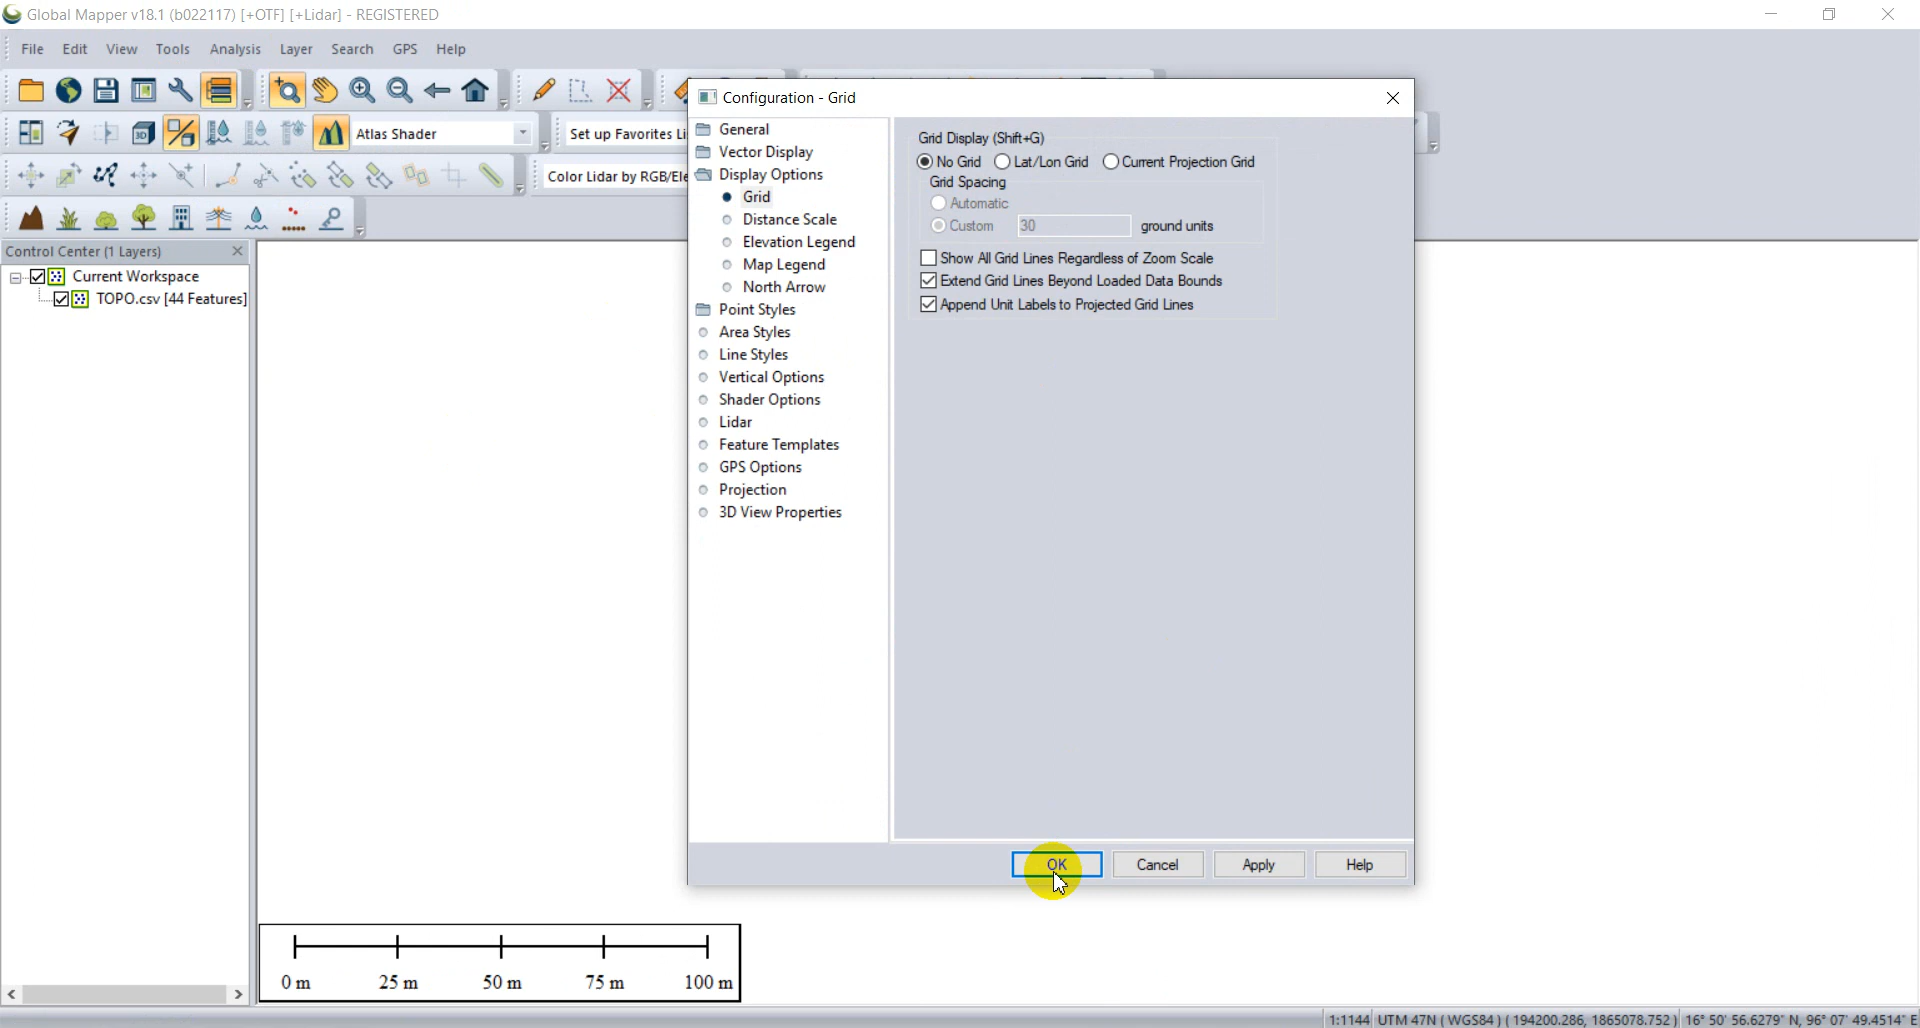 Global Mapper v18.1 (b022117) [+OTF] [+Lidar] - REGISTERED
File Edit View Tools Analysis Layer Search GPS Help
Atlas Shader
Set up Favorites Li
Color Lidar by RGB/Ele
Control Center (1 Layers)
Current Workspace
TOPO.csv [44 Features]
Configuration - Grid
General
Vector Display
Display Options
Grid
Distance Scale
Elevation Legend
Map Legend
North Arrow
Point Styles
Area Styles
Line Styles
Vertical Options
Shader Options
Lidar
Feature Templates
GPS Options
Projection
3D View Properties
Grid Display (Shift+G)
No Grid Lat/Lon Grid Current Projection Grid
Grid Spacing
Automatic
Custom 30 ground units
Show All Grid Lines Regardless of Zoom Scale
Extend Grid Lines Beyond Loaded Data Bounds
Append Unit Labels to Projected Grid Lines
OK Cancel Apply Help
0 m 25 m 50 m 75 m 100 m
1:1144 UTM 47N ( WGS84 ) ( 194200.286, 1865078.752 ) 16° 50' 56.6279" N, 96° 07' 49.4514" E